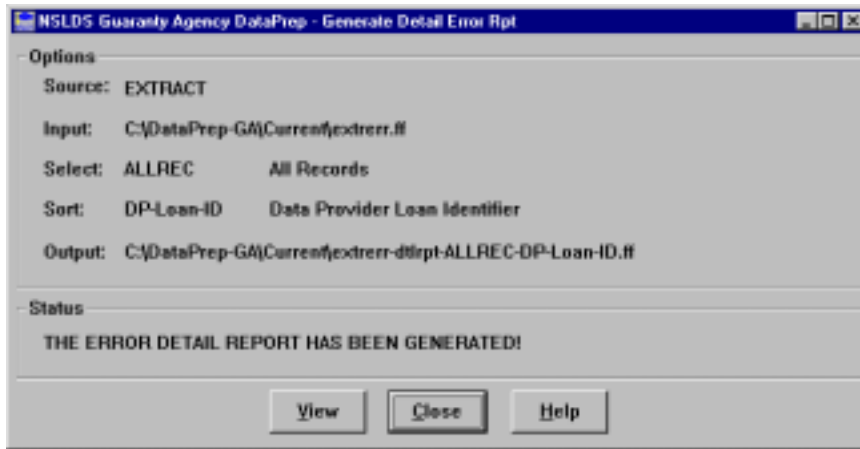 NSLDS Guaranty Agency DataPrep - Generate Detail Error Rpt
Options
Source: EXTRACT
Input: C:\DataPrep-GA\Current\extrerr.ff
Select: ALLREC All Records
Sort: DP-Loan-ID Data Provider Loan Identifier
Output: C:\DataPrep-GA\Current\extrerr-dtlrpt-ALLREC-DP-Loan-ID.ff
Status
THE ERROR DETAIL REPORT HAS BEEN GENERATED!
View Close Help